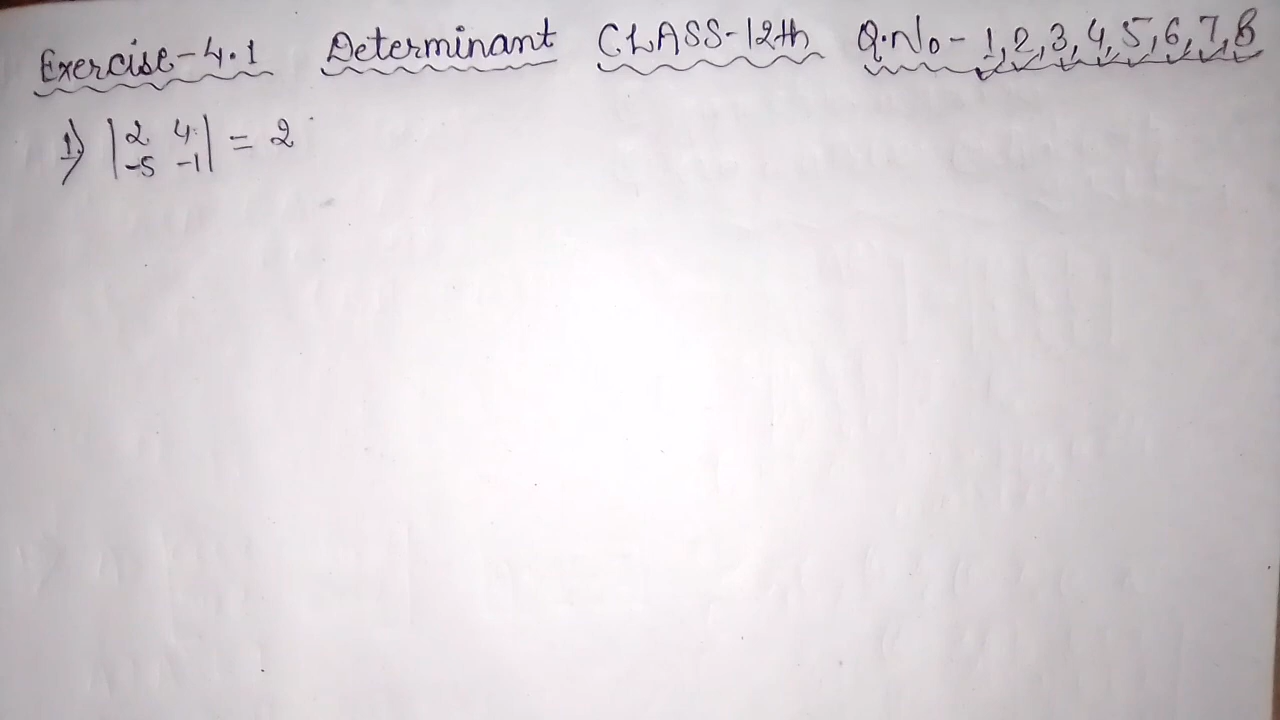 Exercise-4.1 Determinant CLASS-12th Q.No- 1,2,3,4,5,6,7,8
1) |2 4| = 2
|-5 -1|